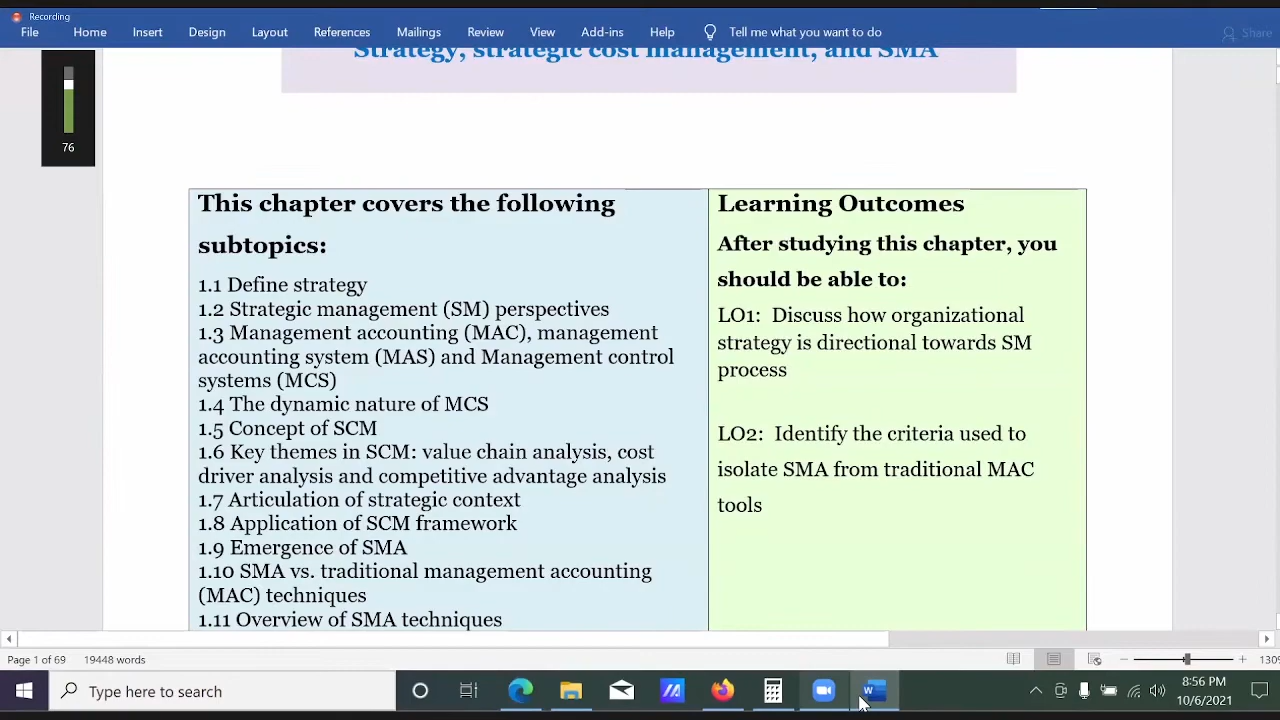 Recording
File Home Insert Design Layout References Mailings Review View Add-ins Help Tell me what you want to do Share
Strategy, strategic cost management, and SMA
76
This chapter covers the following
subtopics:
1.1 Define strategy
1.2 Strategic management (SM) perspectives
1.3 Management accounting (MAC), management
accounting system (MAS) and Management control
systems (MCS)
1.4 The dynamic nature of MCS
1.5 Concept of SCM
1.6 Key themes in SCM: value chain analysis, cost
driver analysis and competitive advantage analysis
1.7 Articulation of strategic context
1.8 Application of SCM framework
1.9 Emergence of SMA
1.10 SMA vs. traditional management accounting
(MAC) techniques
1.11 Overview of SMA techniques
Learning Outcomes
After studying this chapter, you
should be able to:
LO1: Discuss how organizational
strategy is directional towards SM
process
LO2: Identify the criteria used to
isolate SMA from traditional MAC
tools
Page 1 of 69 19448 words 130%
Type here to search
8:56 PM
10/6/2021